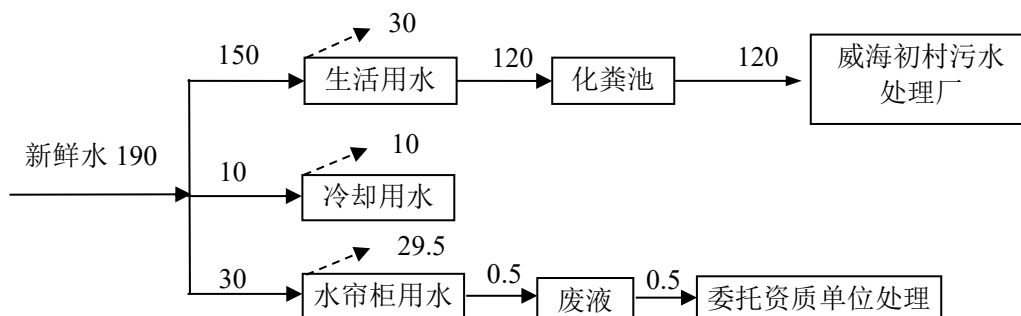 30
150
生活用水
120
化粪池
120
威海初村污水
处理厂
新鲜水 190
10
10
冷却用水
29.5
30
水帘柜用水
0.5
废液
0.5
委托资质单位处理